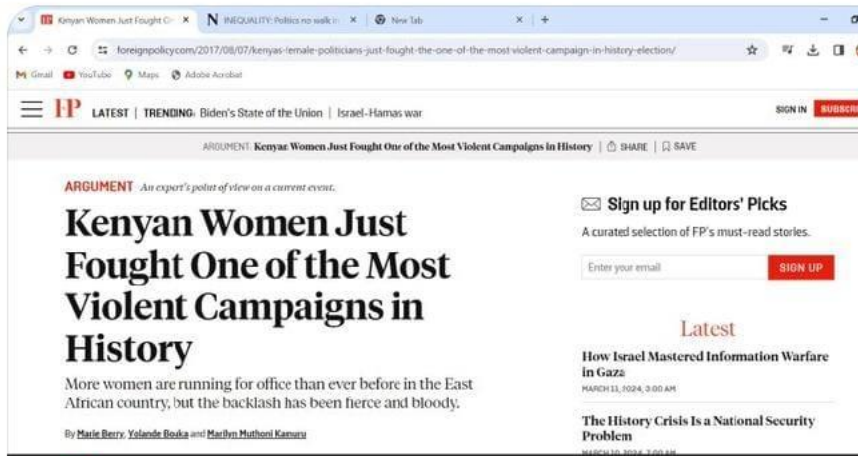 Kenyan Women Just Fought O
INEQUALITY: Politics no walk in
New Tab
foreignpolicy.com/2017/08/07/kenyas-female-politicians-just-fought-the-one-of-the-most-violent-campaign-in-history-election/
Gmail YouTube Maps Adobe Acrobat
FP LATEST | TRENDING: Biden's State of the Union | Israel-Hamas war SIGN IN SUBSCRI
ARGUMENT: Kenyan Women Just Fought One of the Most Violent Campaigns in History | SHARE | SAVE
ARGUMENT An expert's point of view on a current event.
Kenyan Women Just
Fought One of the Most
Violent Campaigns in
History
More women are running for office than ever before in the East
African country, but the backlash has been fierce and bloody.
By Marie Berry, Yolande Bouka and Marilyn Muthoni Kamuru
Sign up for Editors' Picks
A curated selection of FP's must-read stories.
Enter your email SIGN UP
Latest
How Israel Mastered Information Warfare
in Gaza
MARCH 11, 2024, 3:00 AM
The History Crisis Is a National Security
Problem